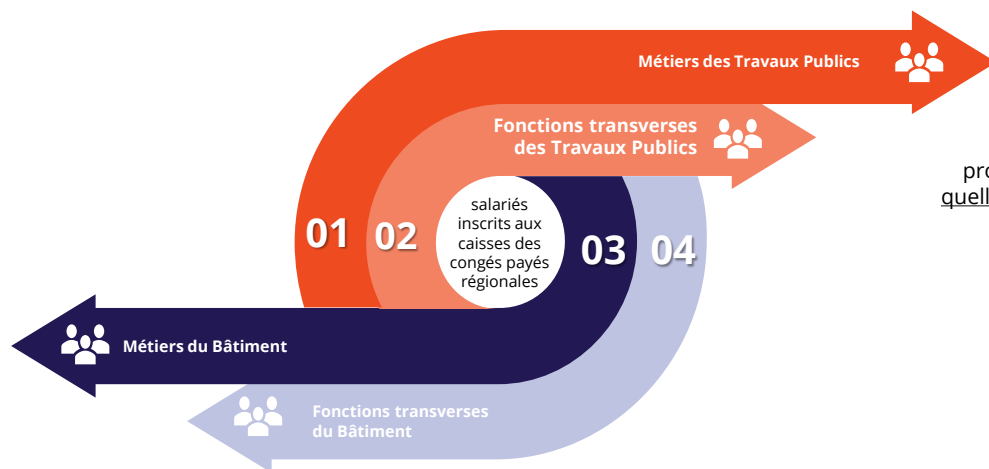 Métiers des Travaux Publics
Fonctions transverses
des Travaux Publics
salariés
inscrits aux
caisses des
congés payés
régionales
01
02
03
04
Métiers du Bâtiment
Fonctions transverses
du Bâtiment